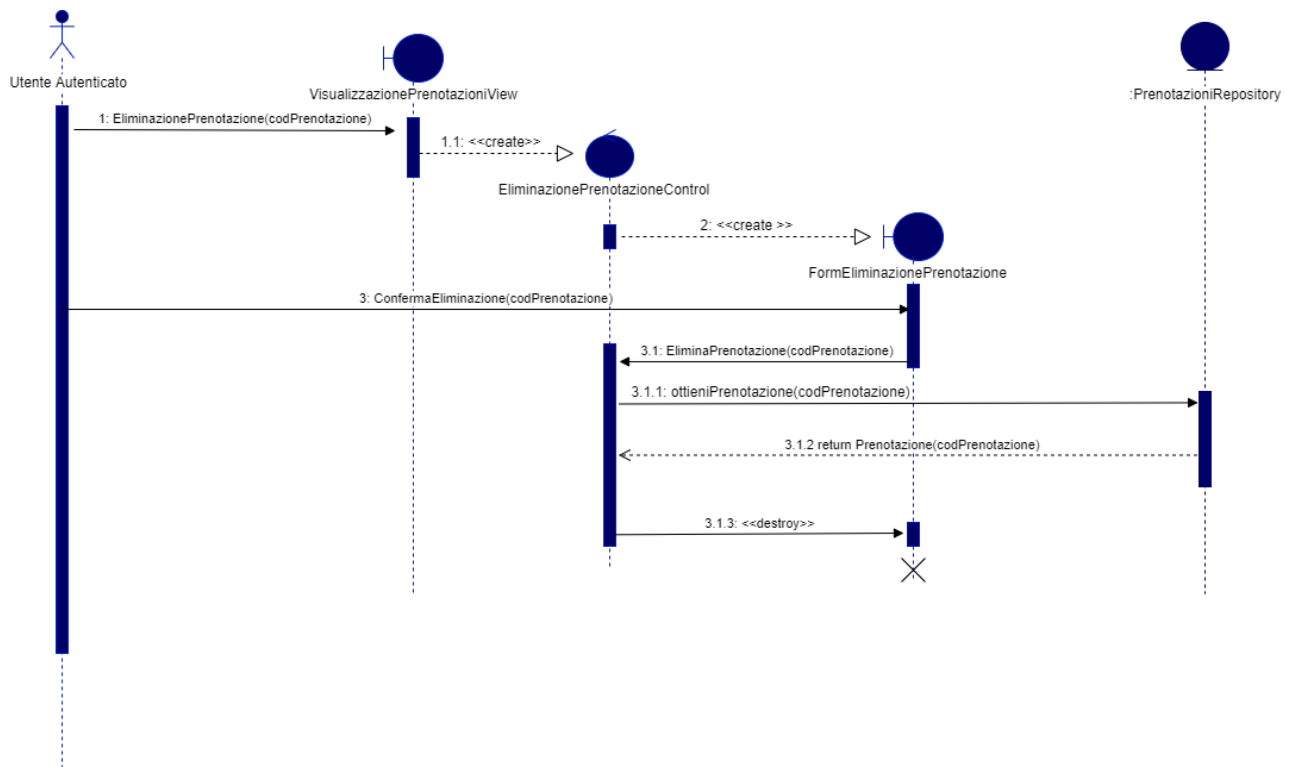 Utente Autenticato
VisualizzazionePrenotazioniView
:PrenotazioniRepository
1: EliminazionePrenotazione(codPrenotazione)
1.1: <<create>>
EliminazionePrenotazioneControl
2: <<create >>
FormEliminazionePrenotazione
3: ConfermaEliminazione(codPrenotazione)
3.1: EliminaPrenotazione(codPrenotazione)
3.1.1: ottieniPrenotazione(codPrenotazione)
3.1.2 return Prenotazione(codPrenotazione)
3.1.3: <<destroy>>